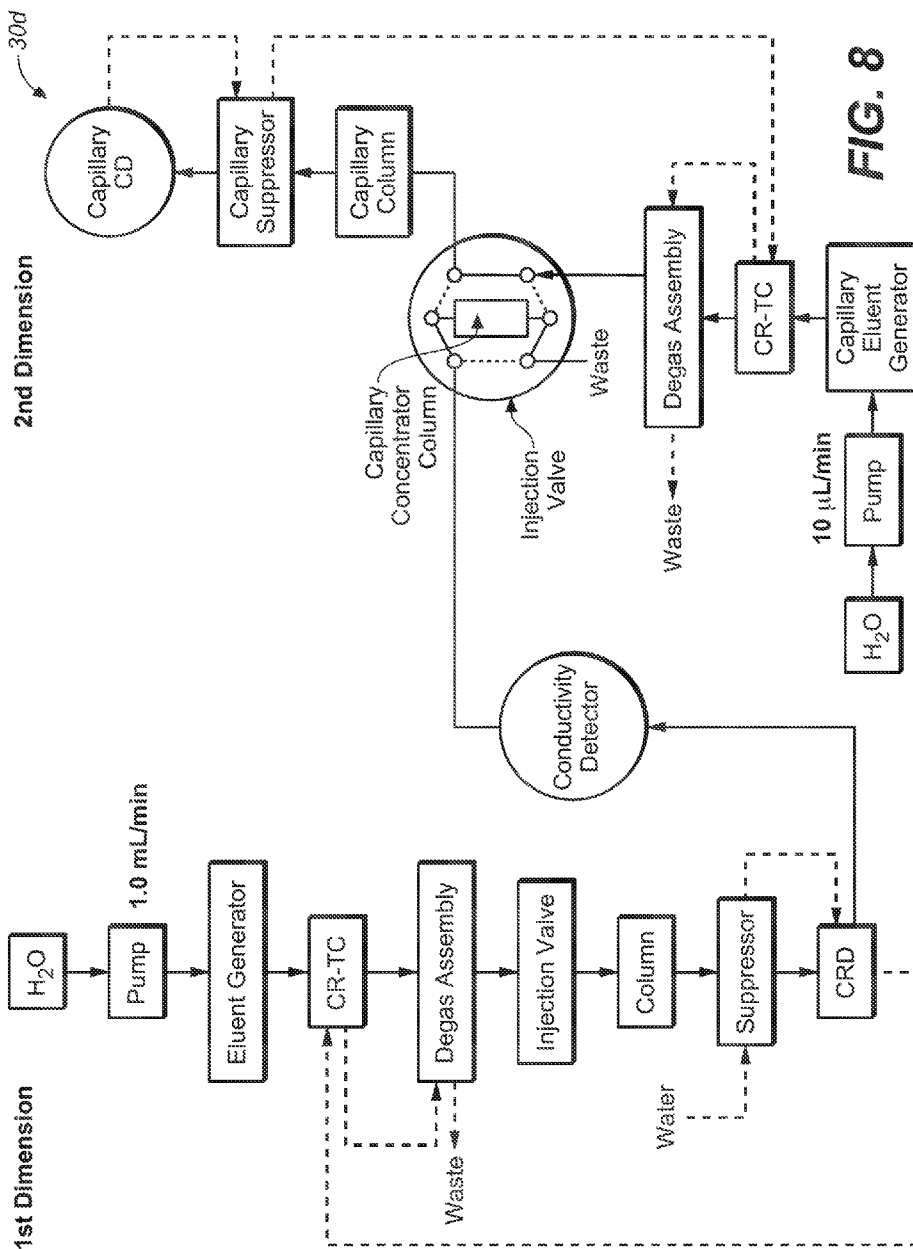 1st Dimension
H₂O
Pump
1.0 mL/min
Eluent Generator
CR-TC
Degas Assembly
Waste
Injection Valve
Column
Water
Suppressor
CRD
Conductivity
Detector
2nd Dimension
30d
Capillary
CD
Capillary
Suppressor
Capillary
Column
Capillary
Concentrator
Column
Injection
Valve
Waste
Degas Assembly
Waste
CR-TC
Capillary
Eluent
Generator
10 µL/min
Pump
H₂O
FIG. 8